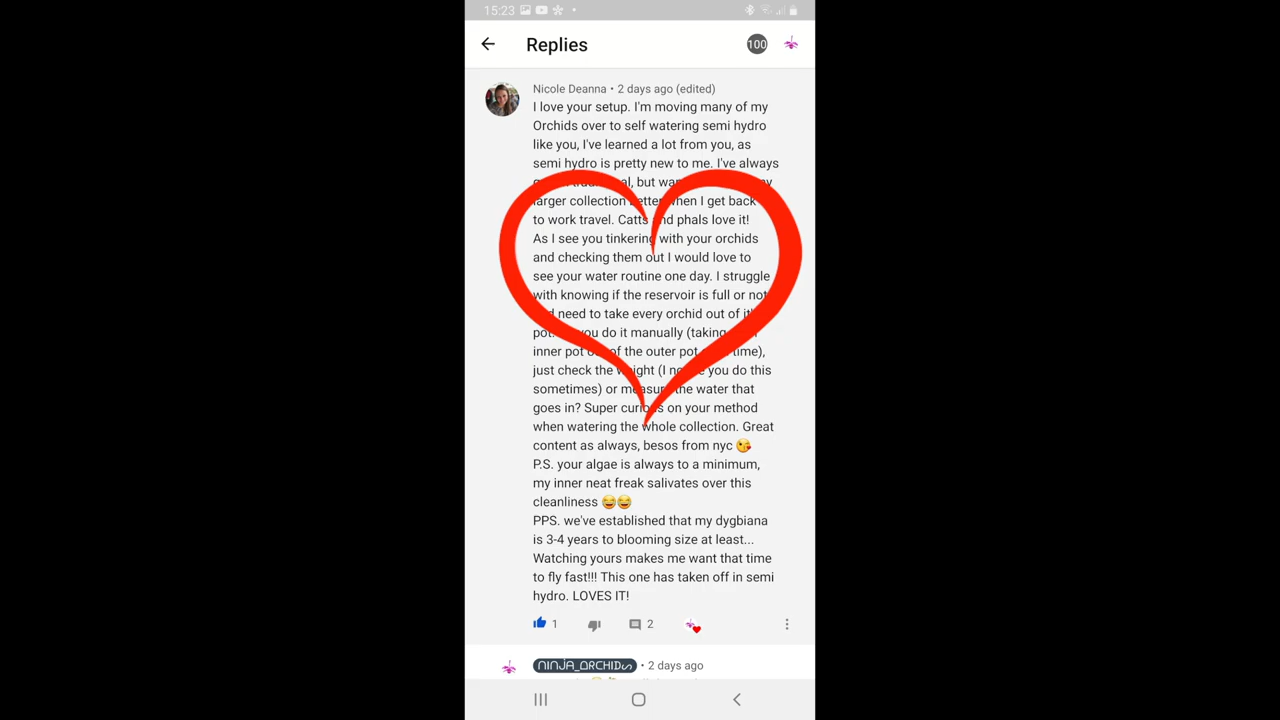 15:23
Replies
100
Nicole Deanna • 2 days ago (edited)
I love your setup. I'm moving many of my
Orchids over to self watering semi hydro
like you, I've learned a lot from you, as
semi hydro is pretty new to me. I've always
but
larger collection better when I get back
to work travel. Catts and phals love it!
As I see you tinkering with your orchids
and checking them out I would love to
see your water routine one day. I struggle
with knowing if the reservoir is full or not
need to take every orchid out of
pot. you do it manually (taking
inner pot of the outer pot time),
just check the weight (I notice you do this
sometimes) or measure the water that
goes in? Super curious on your method
when watering the whole collection. Great
content as always, besos from nyc 😘
P.S. your algae is always to a minimum,
my inner neat freak salivates over this
cleanliness 😂😂
PPS. we've established that my dygbiana
is 3-4 years to blooming size at least...
Watching yours makes me want that time
to fly fast!!! This one has taken off in semi
hydro. LOVES IT!
1 2
NINJA_ORCHIDS • 2 days ago